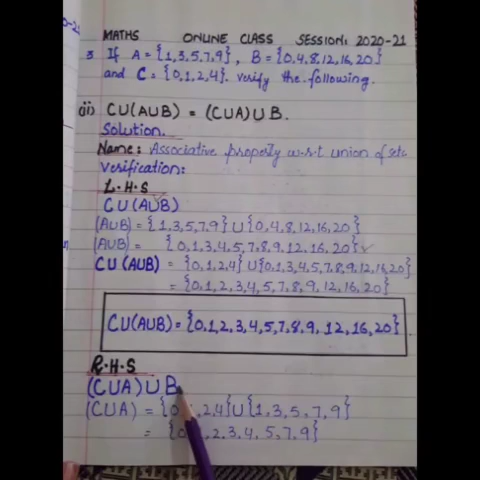 MATHS ONLINE CLASS SESSION: 2020-21
3 If A = {1,3,5,7,9}, B = {0,4,8,12,16,20}
and C = {0,1,2,4}. verify the following.
(ii) CU(AUB) = (CUA)UB.
Solution.
Name: Associative property w.r.t union of sets
verification:
L.H.S
CU(AUB)
(AUB) = {1,3,5,7,9} U {0,4,8,12,16,20}
(AUB) = {0,1,3,4,5,7,8,9,12,16,20}
CU(AUB) = {0,1,2,4} U {0,1,3,4,5,7,8,9,12,16,20}
= {0,1,2,3,4,5,7,8,9,12,16,20}
CU(AUB) = {0,1,2,3,4,5,7,8,9,12,16,20}
R.H.S
(CUA)UB
(CUA) = {0, ,2,4} U {1,3,5,7,9}
= {0, ,2,3,4,5,7,9}